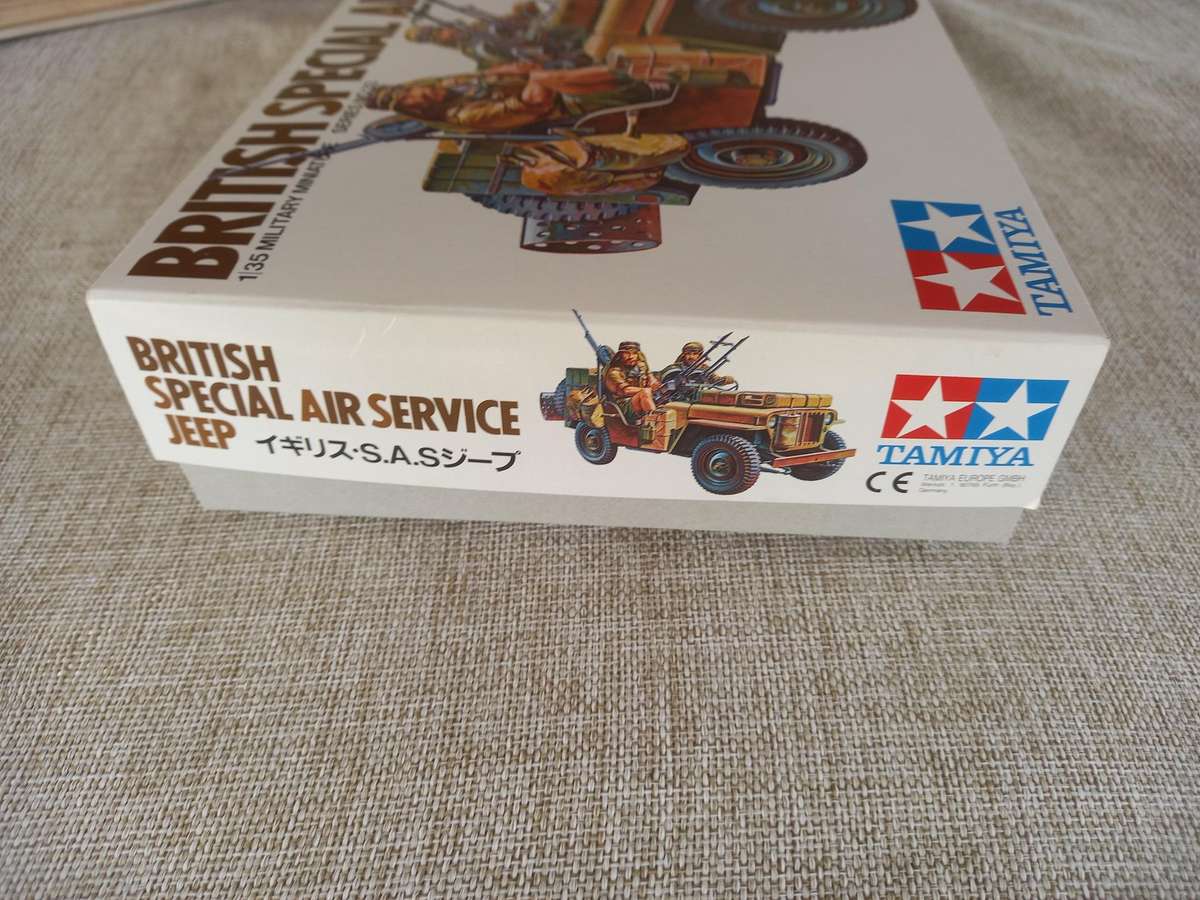 BRITISH SPECIAL
1/35 MILITARY MINIATURE
TAMIYA
BRITISH
SPECIAL AIR SERVICE
JEEP イギリス・S.A.Sジープ
TAMIYA
CE TAMIYA EUROPE GMBH
Germany